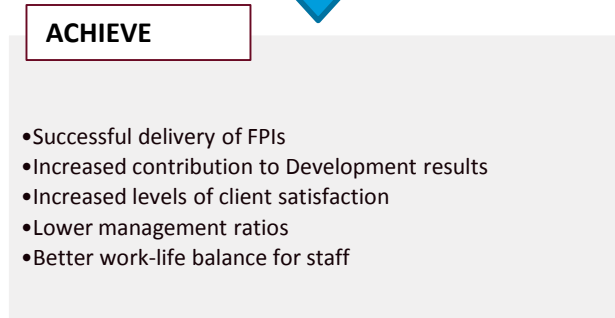 ACHIEVE
•Successful delivery of FPIs
•Increased contribution to Development results
•Increased levels of client satisfaction
•Lower management ratios
•Better work-life balance for staff